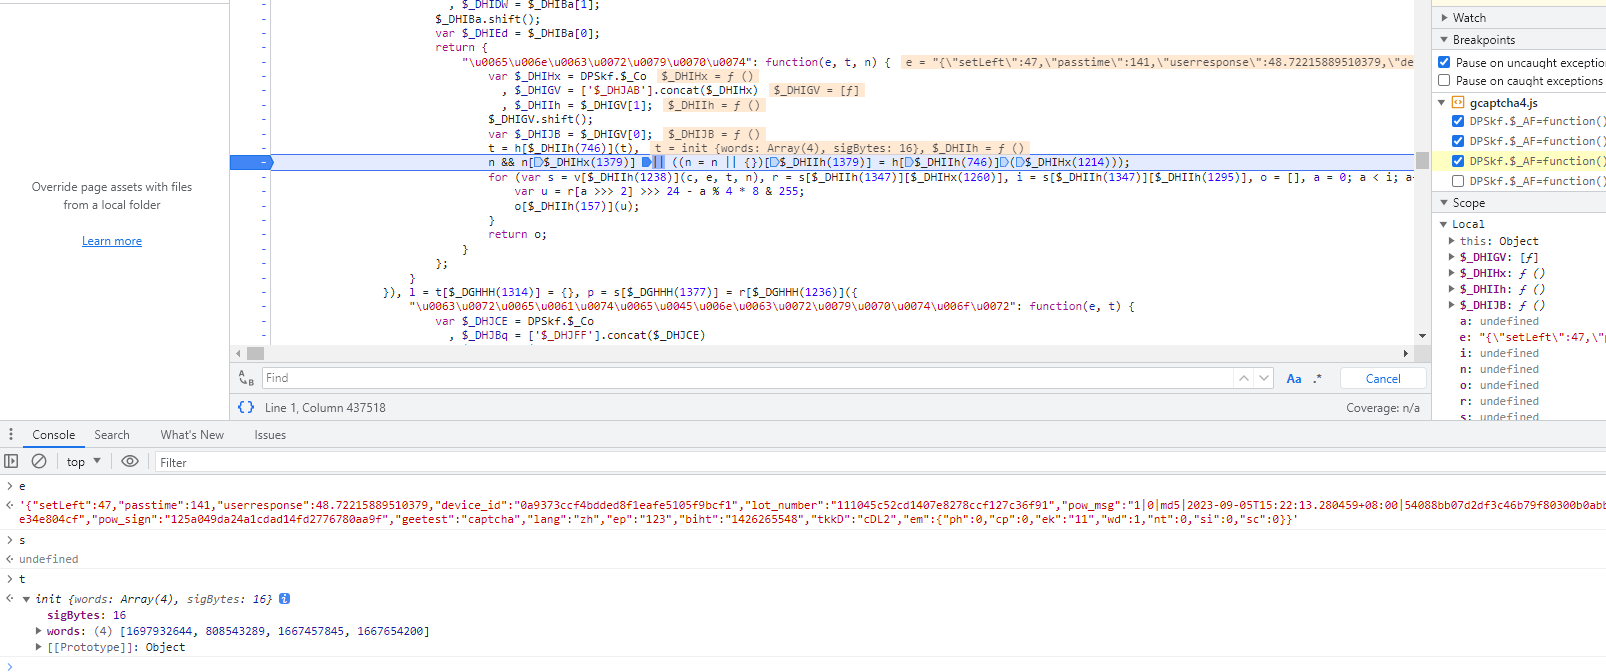 Override page assets with files
from a local folder
Learn more
, $_DHIDW = $_DHIBa[1];
$_DHIBa.shift();
var $_DHIEd = $_DHIBa[0];
return {
"\u0065\u006e\u0063\u0072\u0079\u0070\u0074": function(e, t, n) { e = "{\"setLeft\":47,\"passtime\":141,\"userresponse\":48.72215889510379,\"de
var $_DHIHx = DPSkf.$_Co $_DHIHx = ƒ ()
, $_DHIGV = ['$_DHJAB'].concat($_DHIHx) $_DHIGV = [ƒ]
, $_DHIIh = $_DHIGV[1]; $_DHIIh = ƒ ()
$_DHIGV.shift();
var $_DHIJB = $_DHIGV[0]; $_DHIJB = ƒ ()
t = h[$_DHIIh(746)](t), t = init {words: Array(4), sigBytes: 16}, $_DHIIh = ƒ ()
n && n[$_DHIHx(1379)] || ((n = n || {})[$_DHIIh(1379)] = h[$_DHIIh(746)]($_DHIHx(1214)));
for (var s = v[$_DHIIh(1238)](c, e, t, n), r = s[$_DHIIh(1347)][$_DHIHx(1260)], i = s[$_DHIIh(1347)][$_DHIIh(1295)], o = [], a = 0; a < i; a
var u = r[a >>> 2] >>> 24 - a % 4 * 8 & 255;
o[$_DHIIh(157)](u);
}
return o;
}
};
}
}), l = t[$_DGHHH(1314)] = {}, p = s[$_DGHHH(1377)] = r[$_DGHHH(1236)]({
"\u0063\u0072\u0065\u0061\u0074\u0065\u0045\u006e\u0063\u0072\u0079\u0070\u0074\u006f\u0072": function(e, t) {
var $_DHJCE = DPSkf.$_Co
, $_DHJBq = ['$_DHJFF'].concat($_DHJCE)
Find
Aa .* Cancel
{} Line 1, Column 437518
Coverage: n/a
Watch
Breakpoints
Pause on uncaught exceptio
Pause on caught exceptions
gcaptcha4.js
DPSkf.$_AF=function()
DPSkf.$_AF=function()
DPSkf.$_AF=function()
DPSkf.$_AF=function()
Scope
Local
this: Object
$_DHIGV: [ƒ]
$_DHIHx: ƒ ()
$_DHIIh: ƒ ()
$_DHIJB: ƒ ()
a: undefined
e: "{\"setLeft\":47,\"
i: undefined
n: undefined
o: undefined
r: undefined
s: undefined
Console Search What's New Issues
top Filter
e
'{"setLeft":47,"passtime":141,"userresponse":48.72215889510379,"device_id":"0a9373ccf4bdded8f1eafe5105f9bcf1","lot_number":"111045c52cd1407e8278ccf127c36f91","pow_msg":"1|0|md5|2023-09-05T15:22:13.280459+08:00|54088bb07d2df3c46b79f80300b0abb
e34e804cf","pow_sign":"125a049da24a1cdad14fd2776780aa9f","geetest":"captcha","lang":"zh","ep":"123","biht":"1426265548","tkkD":"cDL2","em":{"ph":0,"cp":0,"ek":"11","wd":1,"nt":0,"si":0,"sc":0}}'
s
undefined
t
init {words: Array(4), sigBytes: 16}
sigBytes: 16
words: (4) [1697932644, 808543289, 1667457845, 1667654200]
[[Prototype]]: Object